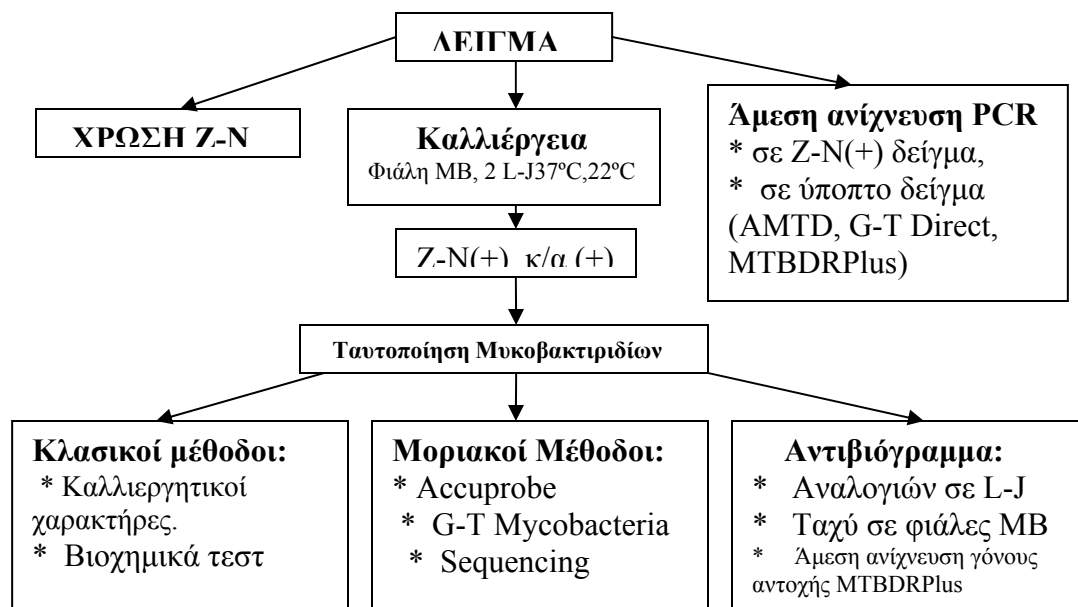 ΔΕΙΓΜΑ
ΧΡΩΣΗ Z-N
Καλλιέργεια
Φιάλη MB, 2 L-J37ºC,22ºC
Άμεση ανίχνευση PCR
* σε Z-N(+) δείγμα,
* σε ύποπτο δείγμα
(AMTD, G-T Direct,
MTBDRPlus)
Z-N(+) κ/α (+)
Ταυτοποίηση Μυκοβακτιριδίων
Κλασικοί μέθοδοι:
* Καλλιεργητικοί
χαρακτήρες.
* Βιοχημικά τεστ
Μοριακοί Μέθοδοι:
* Accuprobe
* G-T Mycobacteria
* Sequencing
Αντιβιόγραμμα:
* Αναλογιών σε L-J
* Ταχύ σε φιάλες MB
* Άμεση ανίχνευση γόνους
αντοχής MTBDRPlus